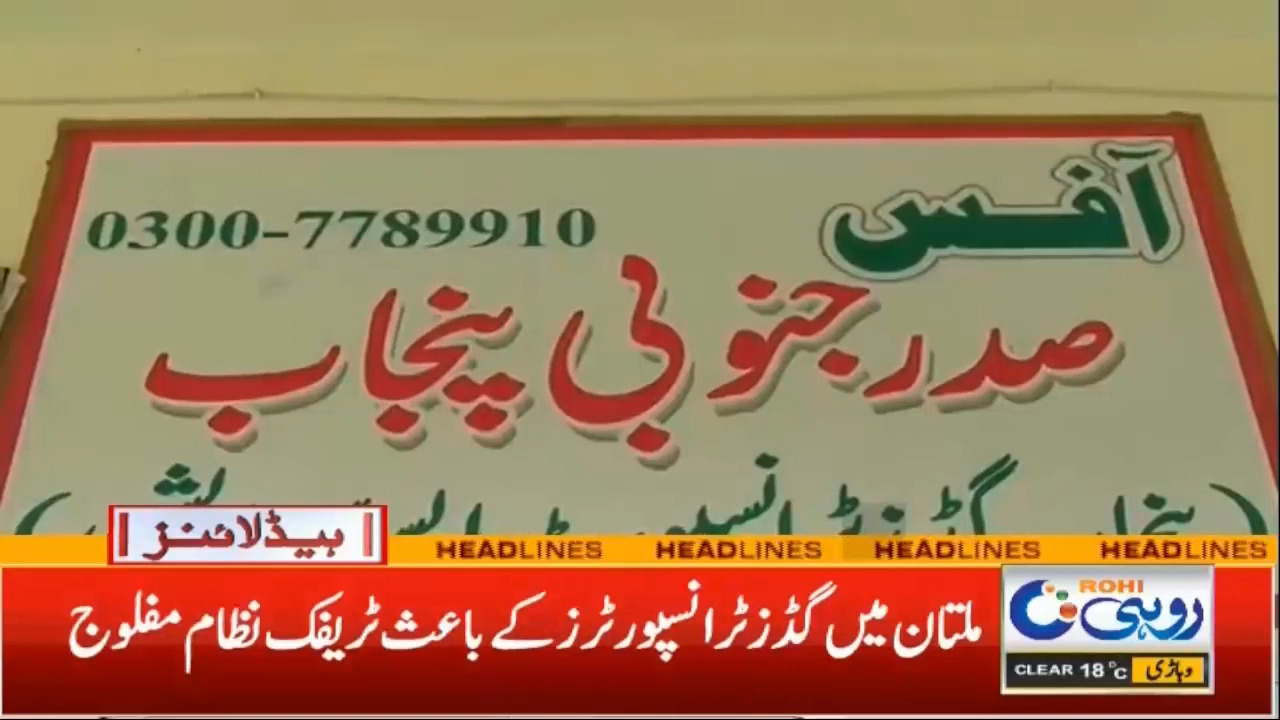 آفس
0300-7789910
صدر جنوبی پنجاب
ہیڈلائنز
HEADLINES HEADLINES HEADLINES HEADLINES
ملتان میں گڈز ٹرانسپورٹرز کے باعث ٹریفک نظام مفلوج
ROHI
روہی
CLEAR 18°C وہاڑی